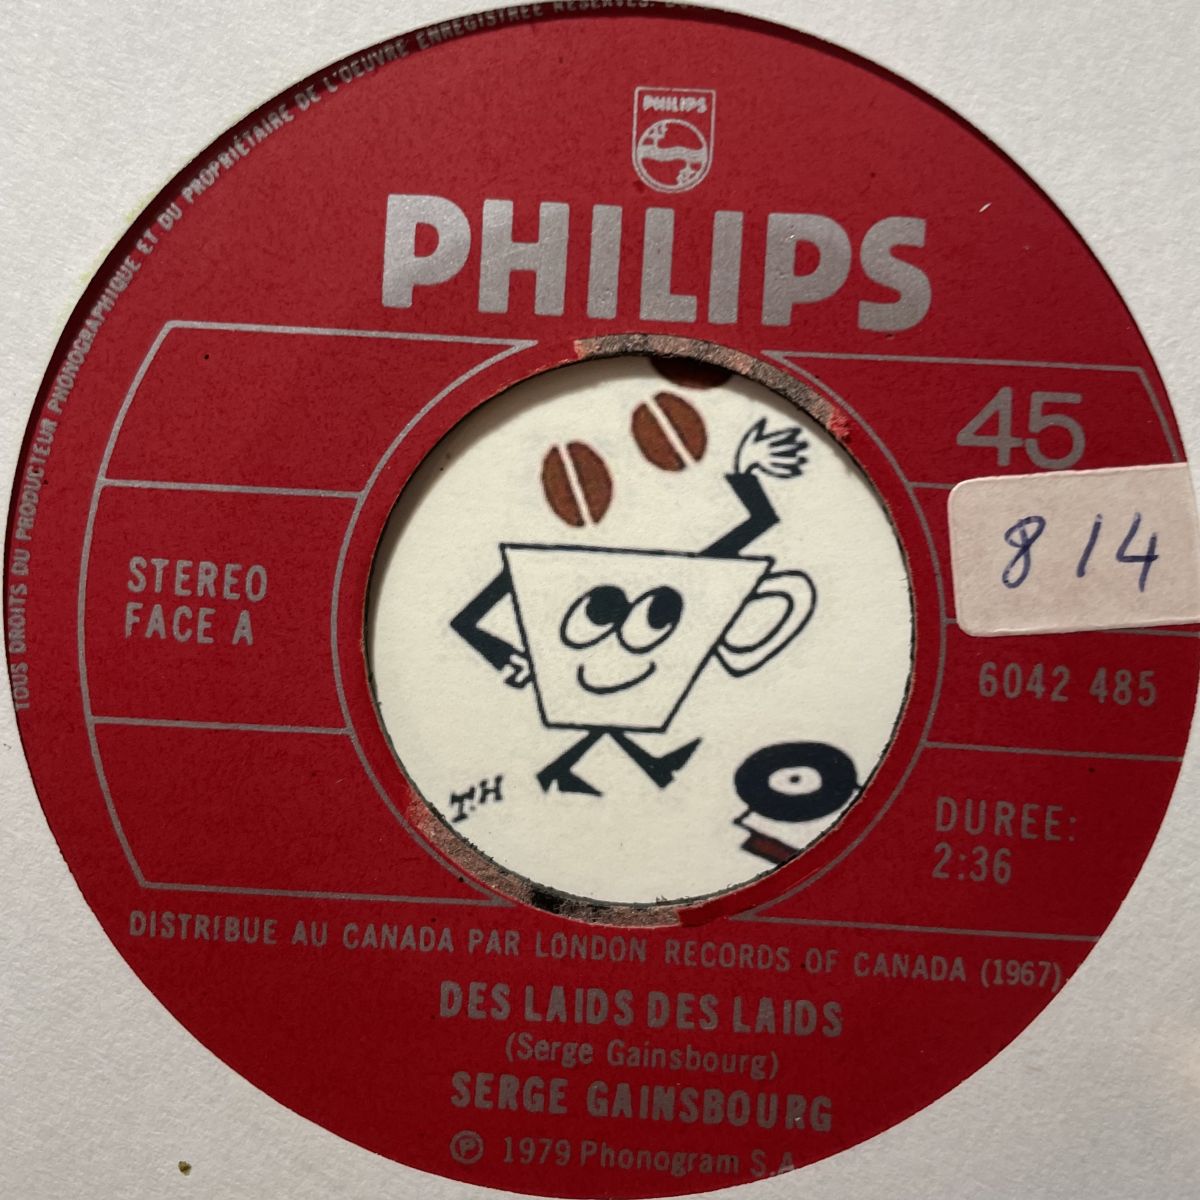 TOUS DROITS DU PRODUCTEUR PHONOGRAPHIQUE ET DU PROPRIÉTAIRE DE L'OEUVRE ENREGISTRÉE RÉSERVÉS.
PHILIPS
PHILIPS
45
8 14
STEREO
FACE A
6042 485
T.H
DUREE:
2:36
DISTRIBUE AU CANADA PAR LONDON RECORDS OF CANADA (1967)
DES LAIDS DES LAIDS
(Serge Gainsbourg)
SERGE GAINSBOURG
℗ 1979 Phonogram S.A.